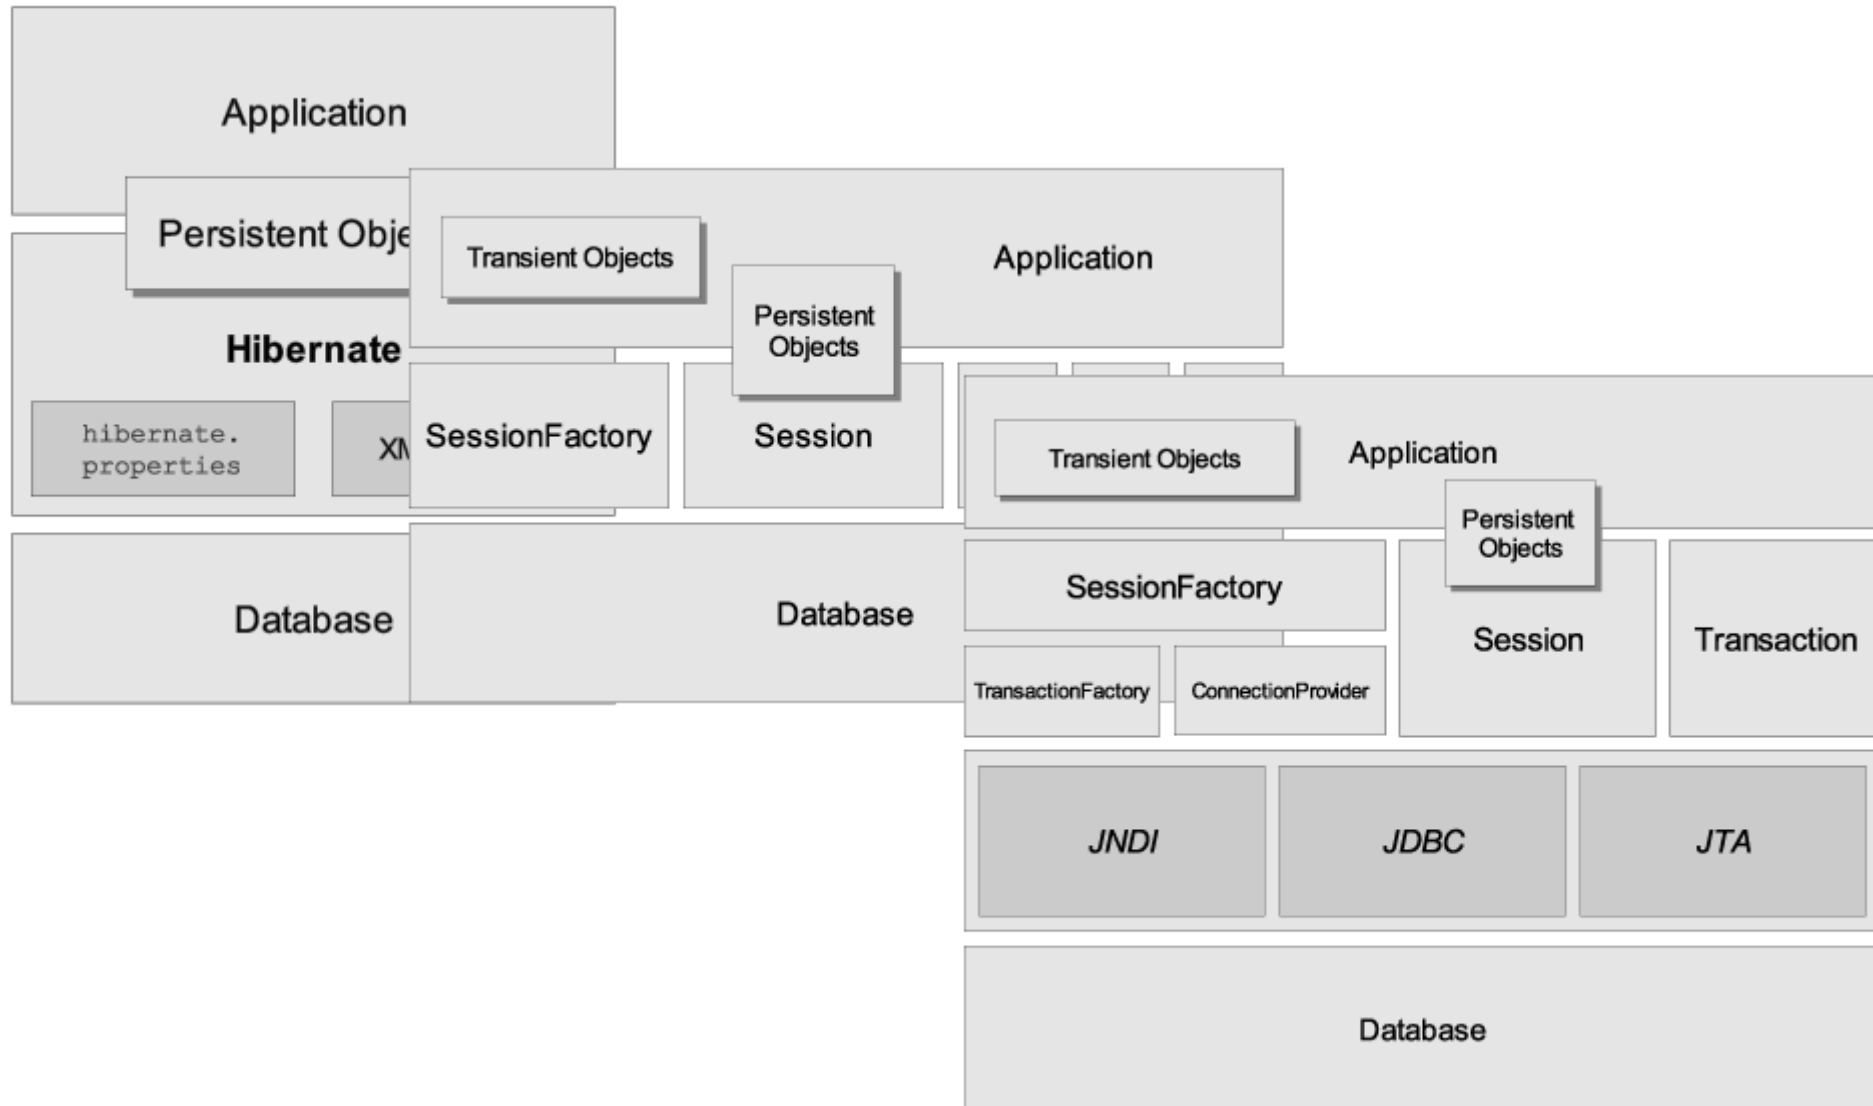 Application
Persistent Obje
Hibernate
hibernate.
properties
XM
Database
Transient Objects
Application
Persistent
Objects
SessionFactory
Session
Database
Transient Objects
Application
Persistent
Objects
SessionFactory
Session
Transaction
TransactionFactory
ConnectionProvider
JNDI
JDBC
JTA
Database